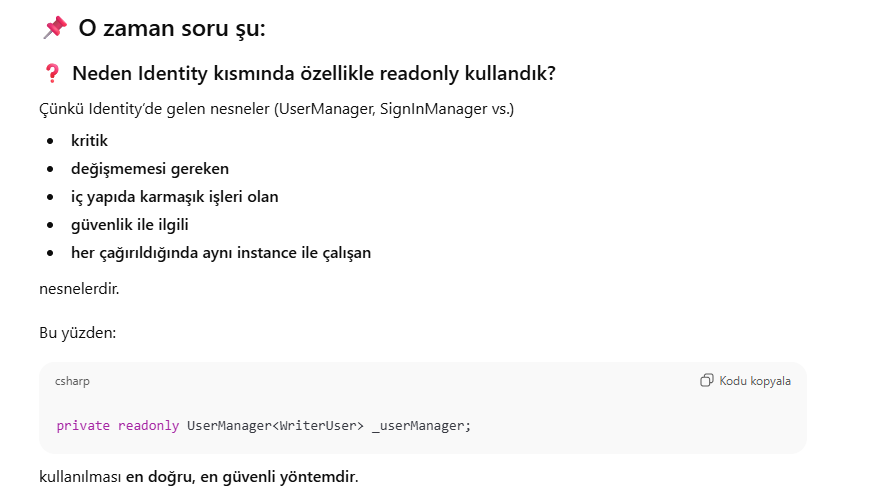 📌 O zaman soru şu:
❓ Neden Identity kısmında özellikle readonly kullandık?
Çünkü Identity’de gelen nesneler (UserManager, SignInManager vs.)
• kritik
• değişmemesi gereken
• iç yapıda karmaşık işleri olan
• güvenlik ile ilgili
• her çağırıldığında aynı instance ile çalışan
nesnelerdir.
Bu yüzden:
csharp
Kodu kopyala
private readonly UserManager<WriterUser> _userManager;
kullanılması en doğru, en güvenli yöntemdir.